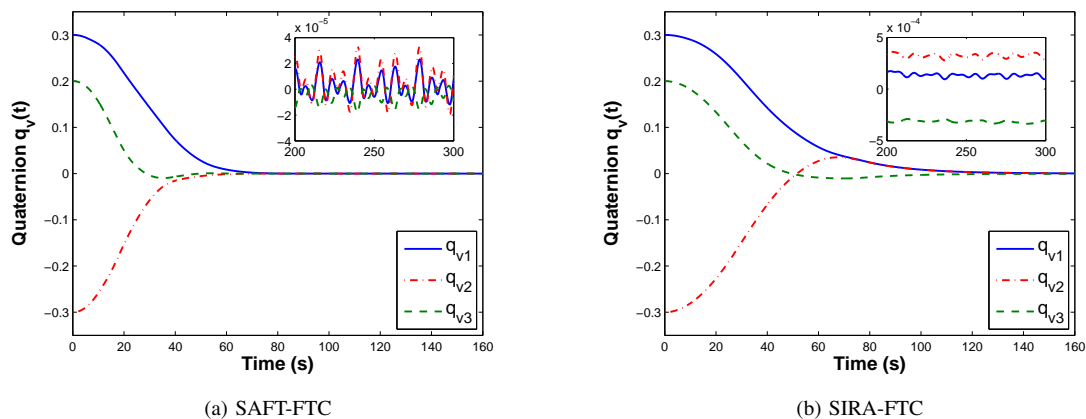 x 10⁻⁵
4
2
0
−2
−4
200
250
300
0.3
0.2
0.1
0
−0.1
−0.2
−0.3
Quaternion q_v(t)
q_v1
q_v2
q_v3
0 20 40 60 80 100 120 140 160
Time (s)
(a) SAFT-FTC
x 10⁻⁴
5
0
−5
200
250
300
0.3
0.2
0.1
0
−0.1
−0.2
−0.3
Quaternion q_v(t)
q_v1
q_v2
q_v3
0 20 40 60 80 100 120 140 160
Time (s)
(b) SIRA-FTC